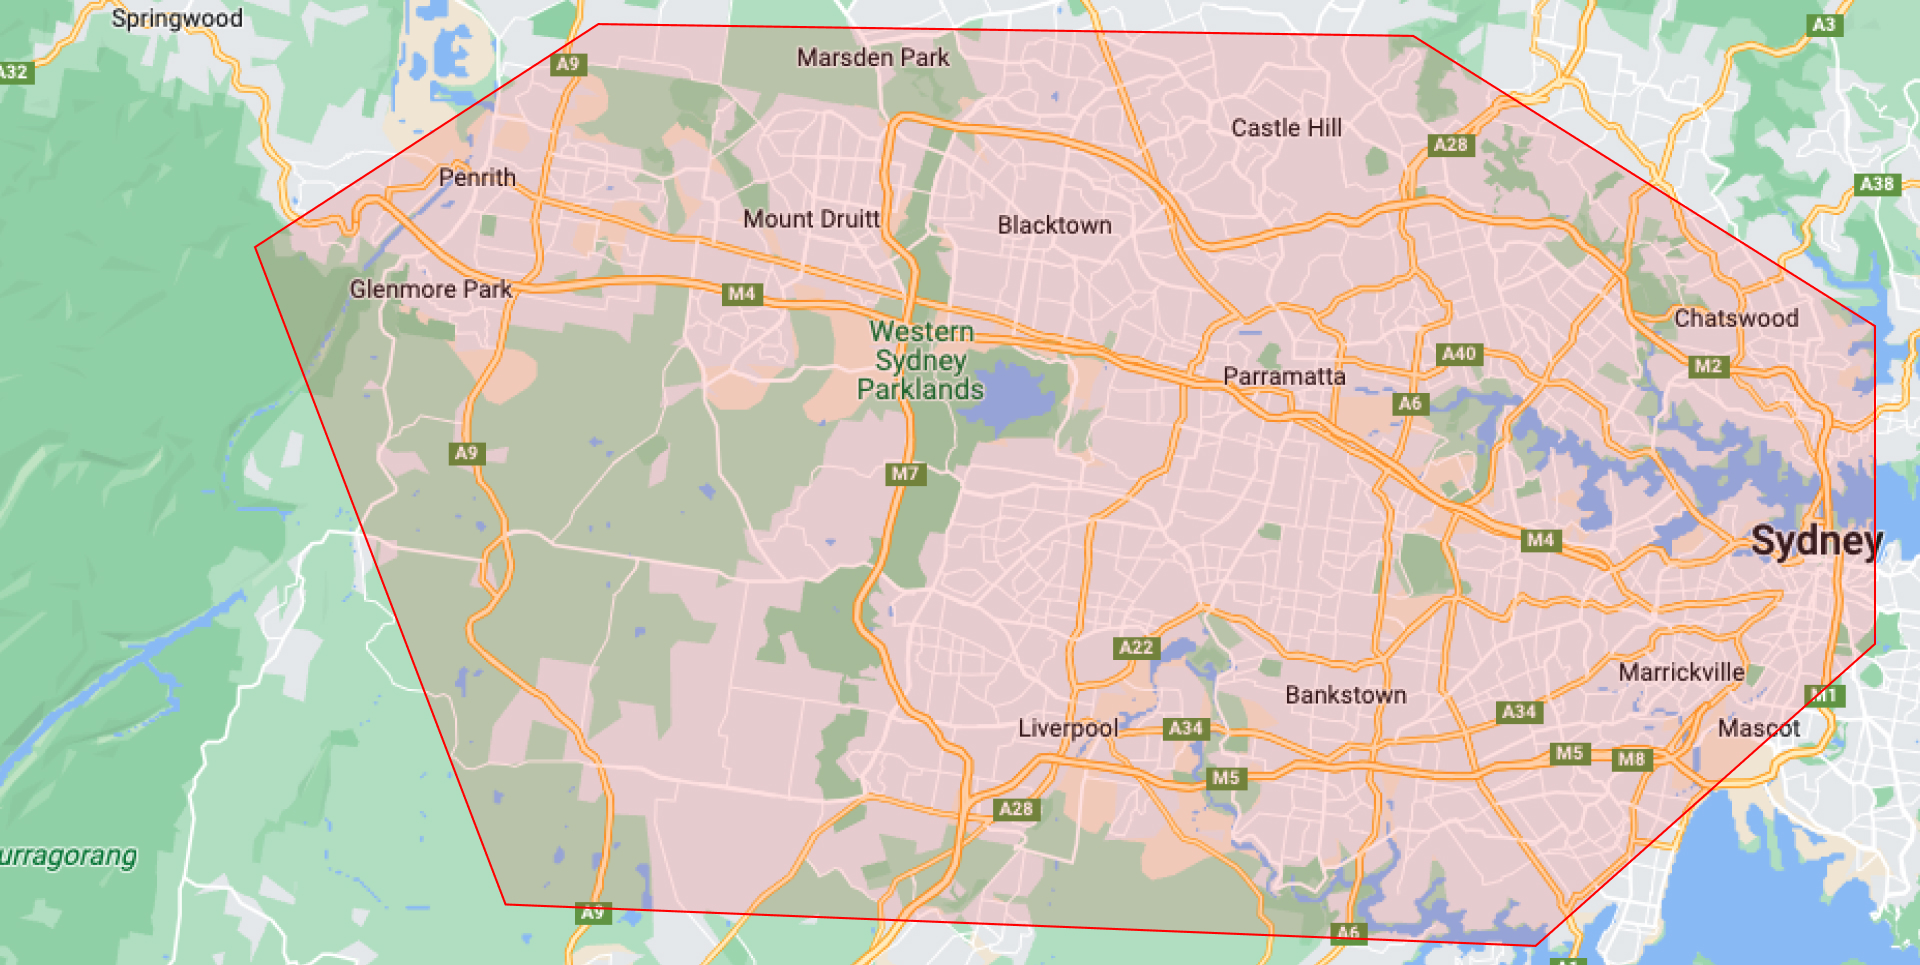 Springwood
A3
A32
A9
Marsden Park
Castle Hill
A28
Penrith
A38
Mount Druitt
Blacktown
Glenmore Park
M4
Western
Sydney
Parklands
Chatswood
A40
M2
Parramatta
A6
A9
M7
M4
Sydney
A22
Marrickville
Bankstown
M1
Liverpool
A34
A34
Mascot
M5
M8
M5
A28
urragorang
A9
A6
A1